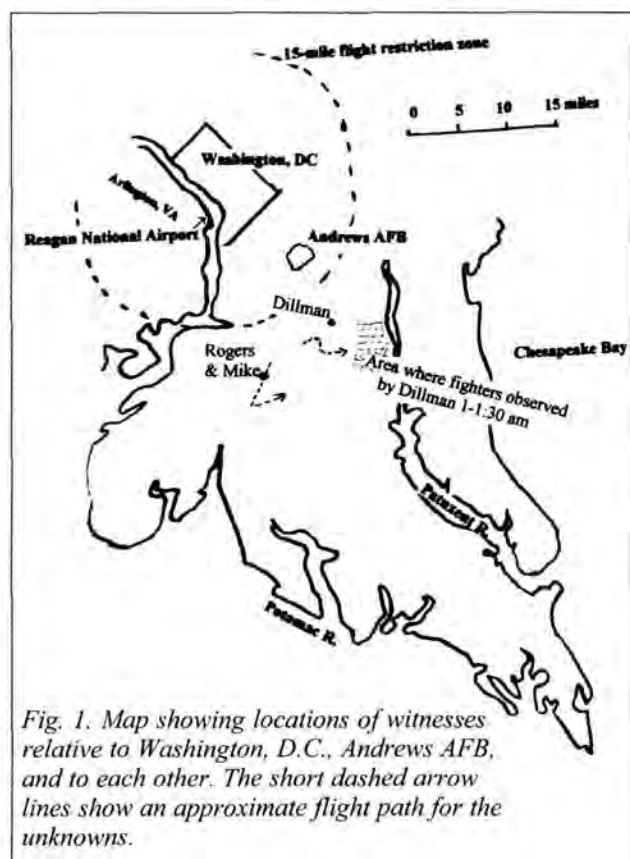 15-mile flight restriction zone
0 5 10 15 miles
Washington, DC
Arlington, VA
Reagan National Airport
Andrews AFB
Dillman
Chesapeake Bay
Rogers
& Mike
Area where fighters observed
by Dillman 1-1:30 am
Patuxent R.
Potomac R.
Fig. 1. Map showing locations of witnesses
relative to Washington, D.C., Andrews AFB,
and to each other. The short dashed arrow
lines show an approximate flight path for the
unknowns.